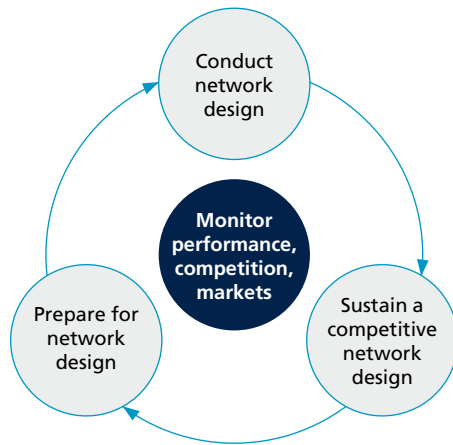 Conduct
network
design
Monitor
performance,
competition,
markets
Prepare for
network
design
Sustain a
competitive
network
design